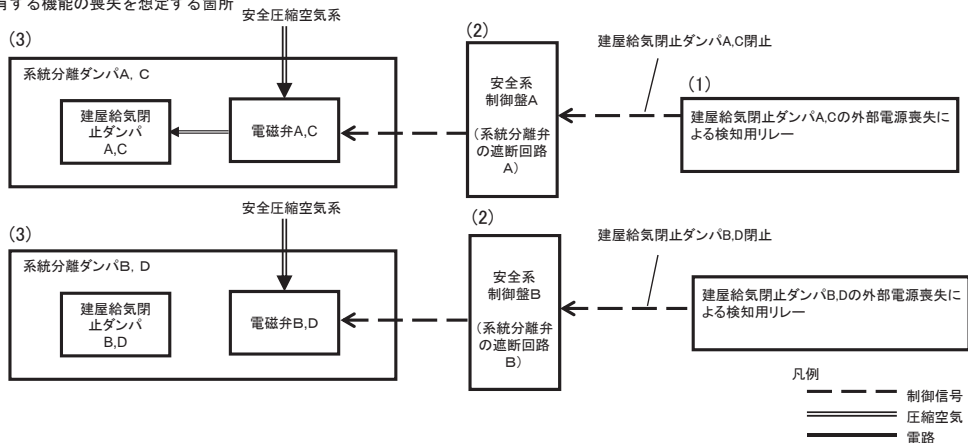 有する機能の喪失を想定する箇所
安全圧縮空気系
(3)
系統分離ダンパA, C
建屋給気閉
止ダンパ
A,C
電磁弁A,C
(2)
安全系
制御盤A
(系統分離弁
の遮断回路
A)
建屋給気閉止ダンパA,C閉止
(1)
建屋給気閉止ダンパA,Cの外部電源喪失に
よる検知用リレー
安全圧縮空気系
(3)
系統分離ダンパB, D
建屋給気閉
止ダンパ
B,D
電磁弁B,D
(2)
安全系
制御盤B
(系統分離弁
の遮断回路
B)
建屋給気閉止ダンパB,D閉止
建屋給気閉止ダンパB,Dの外部電源喪失に
よる検知用リレー
凡例
制御信号
圧縮空気
電路